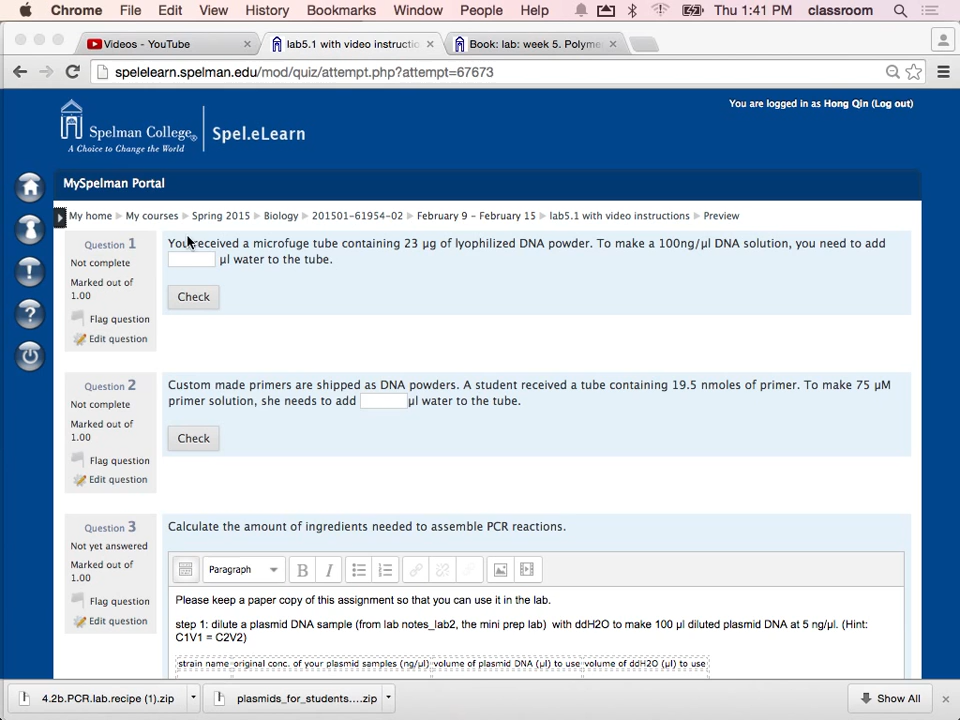 Chrome File Edit View History Bookmarks Window People Help Thu 1:41 PM classroom
Videos - YouTube × lab5.1 with video instructio × Book: lab: week 5. Polyme ×
spelelearn.spelman.edu/mod/quiz/attempt.php?attempt=67673
You are logged in as Hong Qin (Log out)
Spelman College® Spel.eLearn
A Choice to Change the World
MySpelman Portal
My home My courses Spring 2015 Biology 201501-61954-02 February 9 - February 15 lab5.1 with video instructions Preview
Question 1
Not complete
Marked out of
1.00
Flag question
Edit question
You received a microfuge tube containing 23 µg of lyophilized DNA powder. To make a 100ng/µl DNA solution, you need to add
µl water to the tube.
Check
Question 2
Not complete
Marked out of
1.00
Flag question
Edit question
Custom made primers are shipped as DNA powders. A student received a tube containing 19.5 nmoles of primer. To make 75 µM
primer solution, she needs to add µl water to the tube.
Check
Question 3
Not yet answered
Marked out of
1.00
Flag question
Edit question
Calculate the amount of ingredients needed to assemble PCR reactions.
Paragraph B I
Please keep a paper copy of this assignment so that you can use it in the lab.
step 1: dilute a plasmid DNA sample (from lab notes_lab2, the mini prep lab) with ddH2O to make 100 µl diluted plasmid DNA at 5 ng/µl. (Hint:
C1V1 = C2V2)
strain name original conc. of your plasmid samples (ng/µl) volume of plasmid DNA (µl) to use volume of ddH2O (µl) to use
4.2b.PCR.lab.recipe (1).zip plasmids_for_students....zip Show All ×